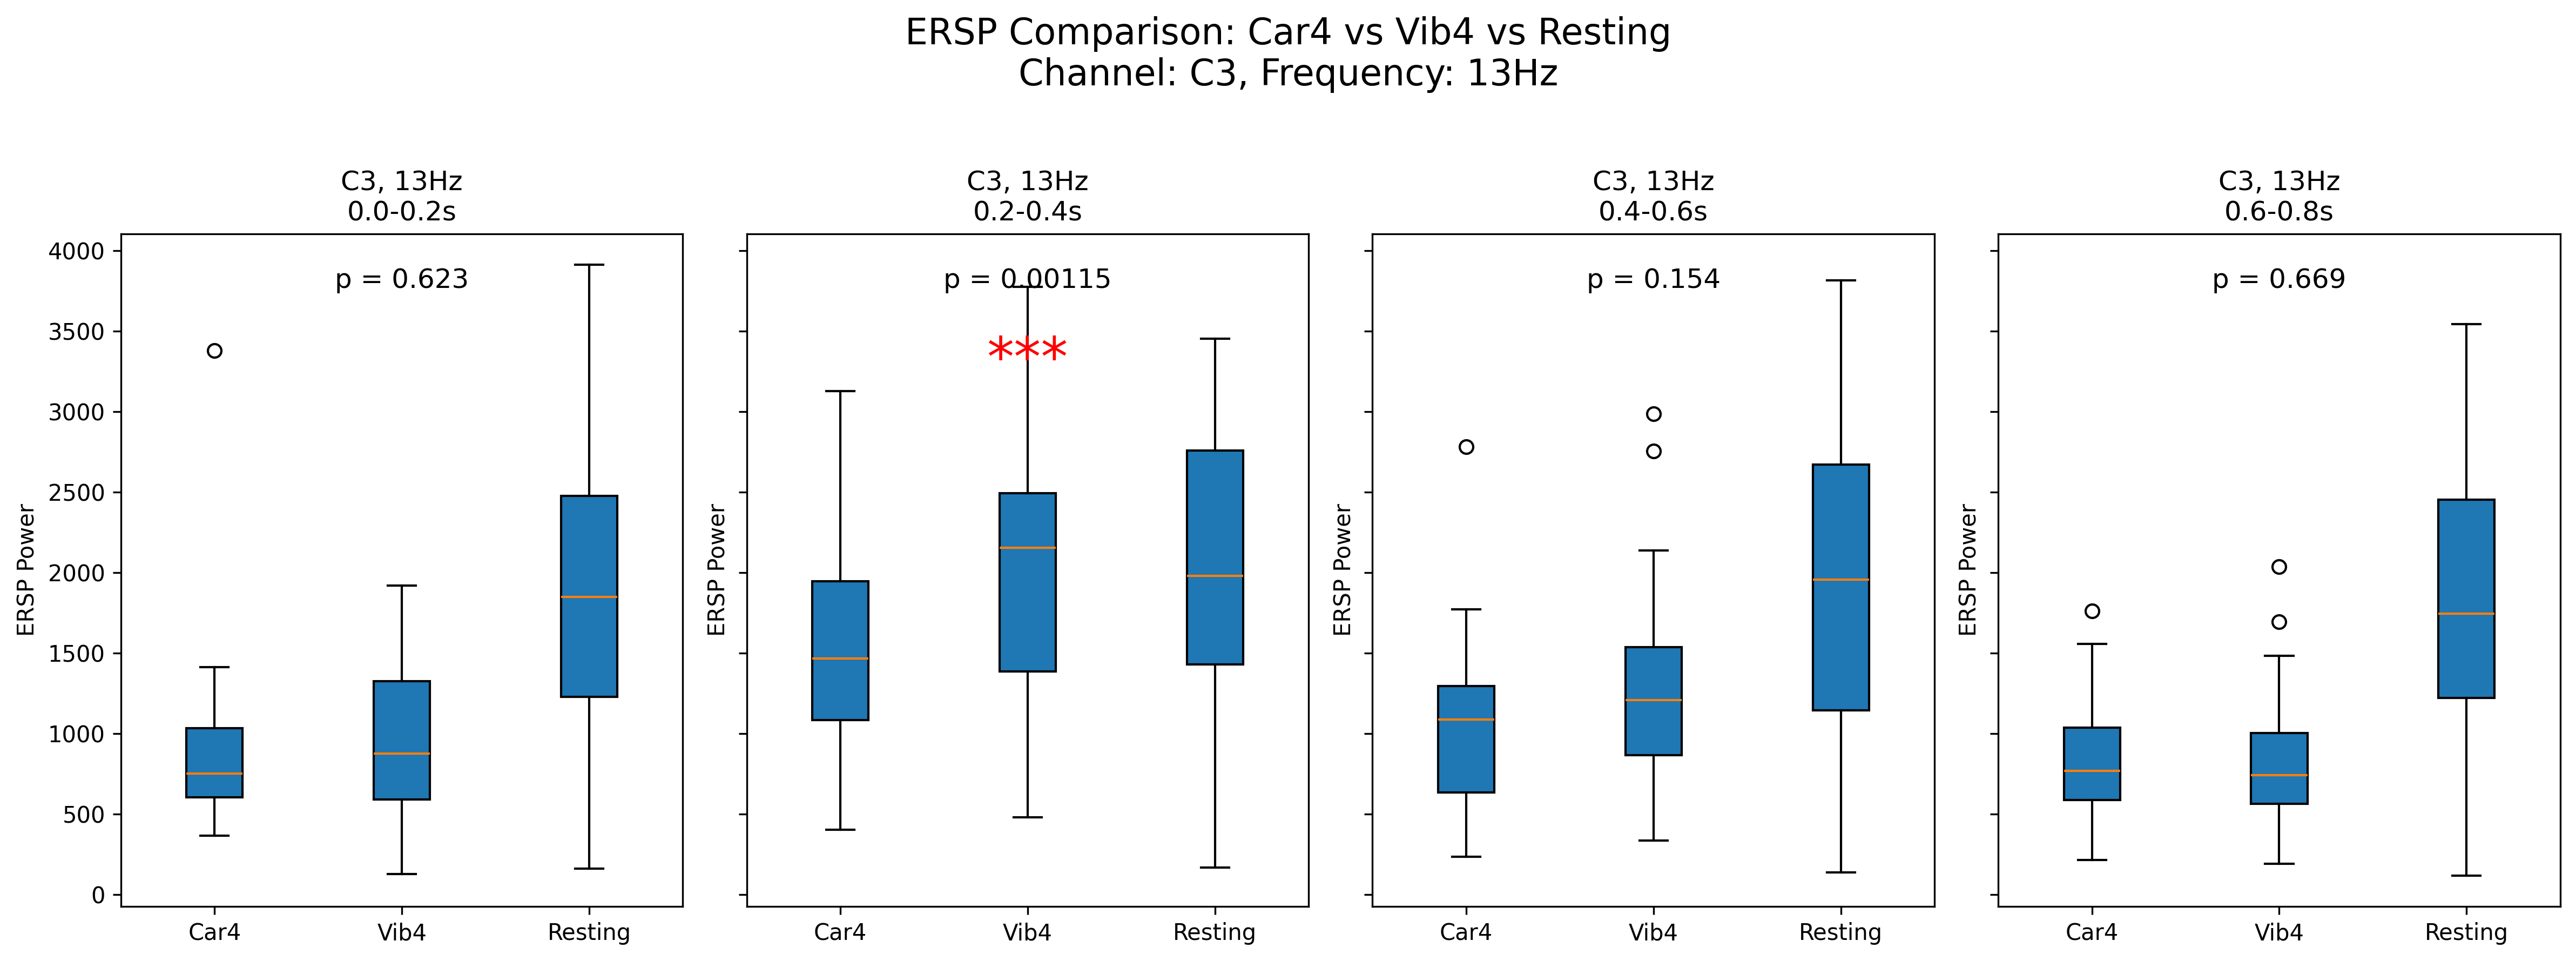 ERSP Comparison: Car4 vs Vib4 vs Resting
Channel: C3, Frequency: 13Hz
C3, 13Hz
0.0-0.2s
p = 0.623
ERSP Power
4000
3500
3000
2500
2000
1500
1000
500
0
Car4 Vib4 Resting
C3, 13Hz
0.2-0.4s
p = 0.00115
***
ERSP Power
Car4 Vib4 Resting
C3, 13Hz
0.4-0.6s
p = 0.154
ERSP Power
Car4 Vib4 Resting
C3, 13Hz
0.6-0.8s
p = 0.669
ERSP Power
Car4 Vib4 Resting